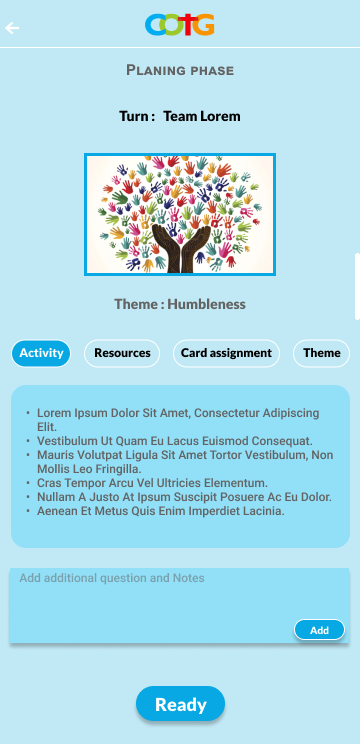 COTG
Planing phase
Turn : Team Lorem
Theme : Humbleness
Activity
Resources
Card assignment
Theme
• Lorem Ipsum Dolor Sit Amet, Consectetur Adipiscing
Elit.
• Vestibulum Ut Quam Eu Lacus Euismod Consequat.
• Mauris Volutpat Ligula Sit Amet Tortor Vestibulum, Non
Mollis Leo Fringilla.
• Cras Tempor Arcu Vel Ultricies Elementum.
• Nullam A Justo At Ipsum Suscipit Posuere Ac Eu Dolor.
• Aenean Et Metus Quis Enim Imperdiet Lacinia.
Add additional question and Notes
Add
Ready